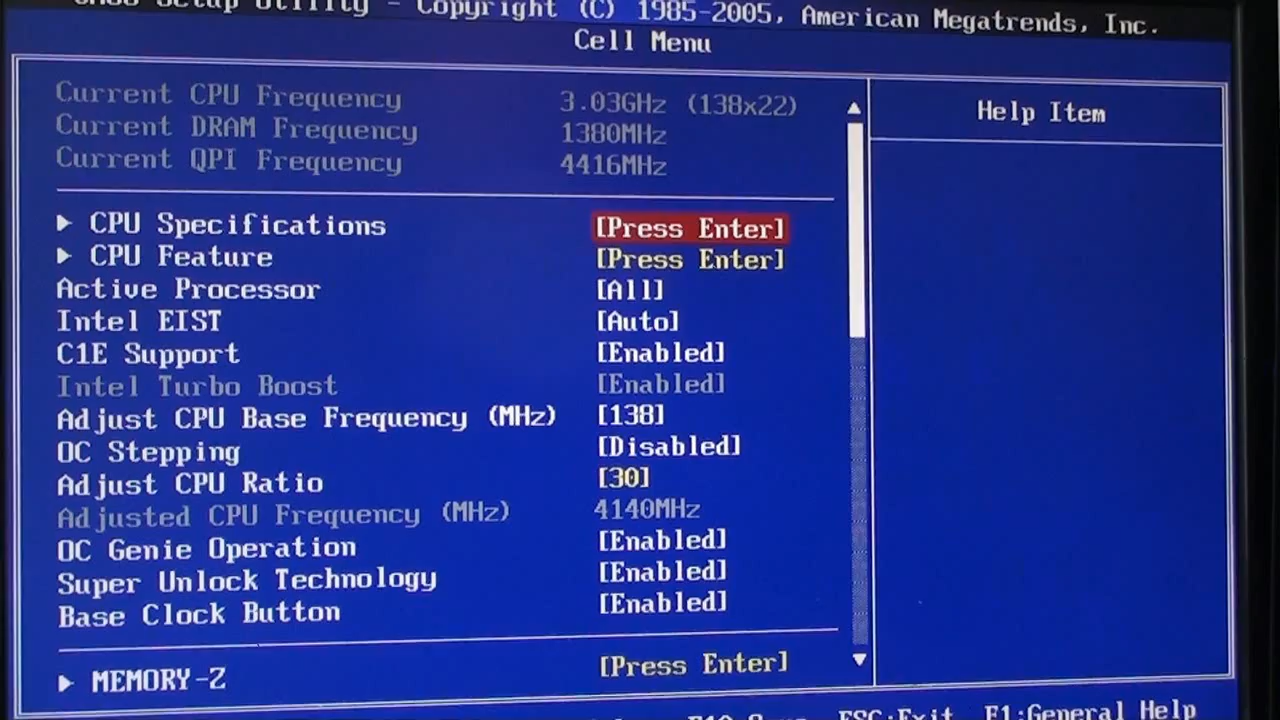 Setup Utility - Copyright (C) 1985-2005, American Megatrends, Inc.
Cell Menu
Current CPU Frequency 3.03GHz (138x22)
Current DRAM Frequency 1380MHz
Current QPI Frequency 4416MHz
Help Item
CPU Specifications [Press Enter]
CPU Feature [Press Enter]
Active Processor [All]
Intel EIST [Auto]
C1E Support [Enabled]
Intel Turbo Boost [Enabled]
Adjust CPU Base Frequency (MHz) [138]
OC Stepping [Disabled]
Adjust CPU Ratio [30]
Adjusted CPU Frequency (MHz) 4140MHz
OC Genie Operation [Enabled]
Super Unlock Technology [Enabled]
Base Clock Button [Enabled]
MEMORY-Z [Press Enter]
ESC:Exit F1:General Help